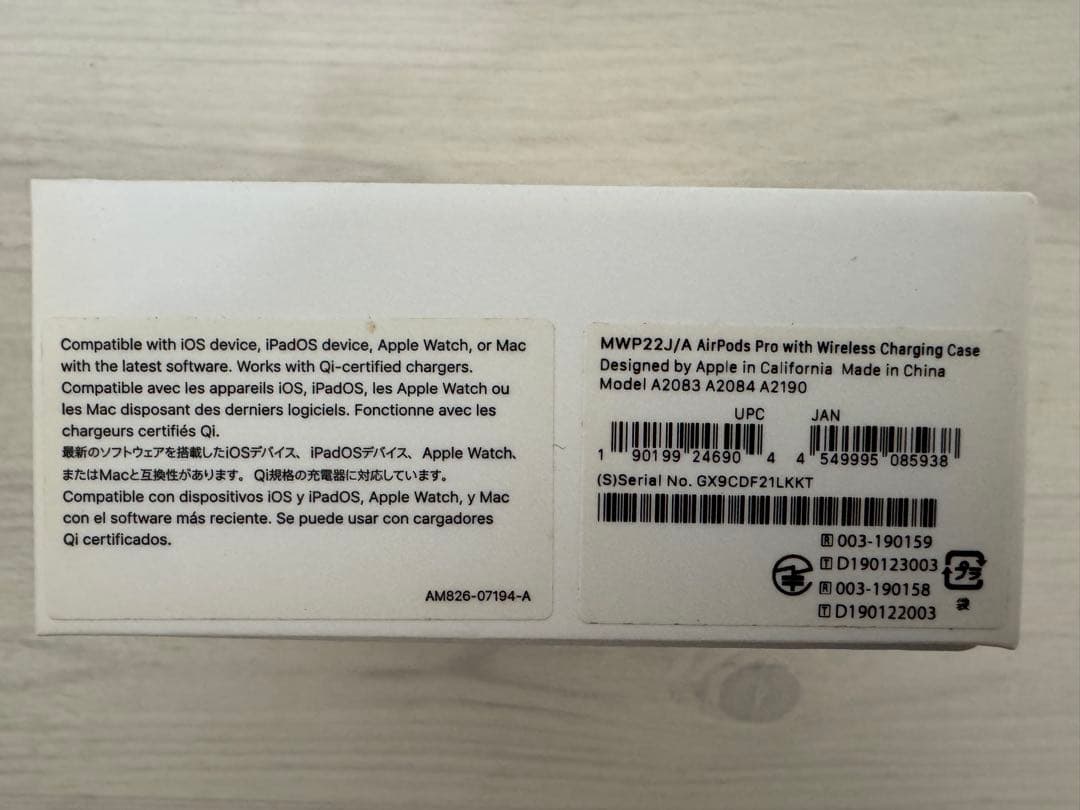 Compatible with iOS device, iPadOS device, Apple Watch, or Mac
with the latest software. Works with Qi-certified chargers.
Compatible avec les appareils iOS, iPadOS, les Apple Watch ou
les Mac disposant des derniers logiciels. Fonctionne avec les
chargeurs certifiés Qi.
最新のソフトウェアを搭載したiOSデバイス、iPadOSデバイス、Apple Watch、
またはMacと互換性があります。Qi規格の充電器に対応しています。
Compatible con dispositivos iOS y iPadOS, Apple Watch, y Mac
con el software más reciente. Se puede usar con cargadores
Qi certificados.
AM826-07194-A
MWP22J/A AirPods Pro with Wireless Charging Case
Designed by Apple in California Made in China
Model A2083 A2084 A2190
UPC JAN
1 90199 24690 4 4 549995 085938
(S)Serial No. GX9CDF21LKKT
R 003-190159
T D190123003
R 003-190158
T D190122003
プラ
袋